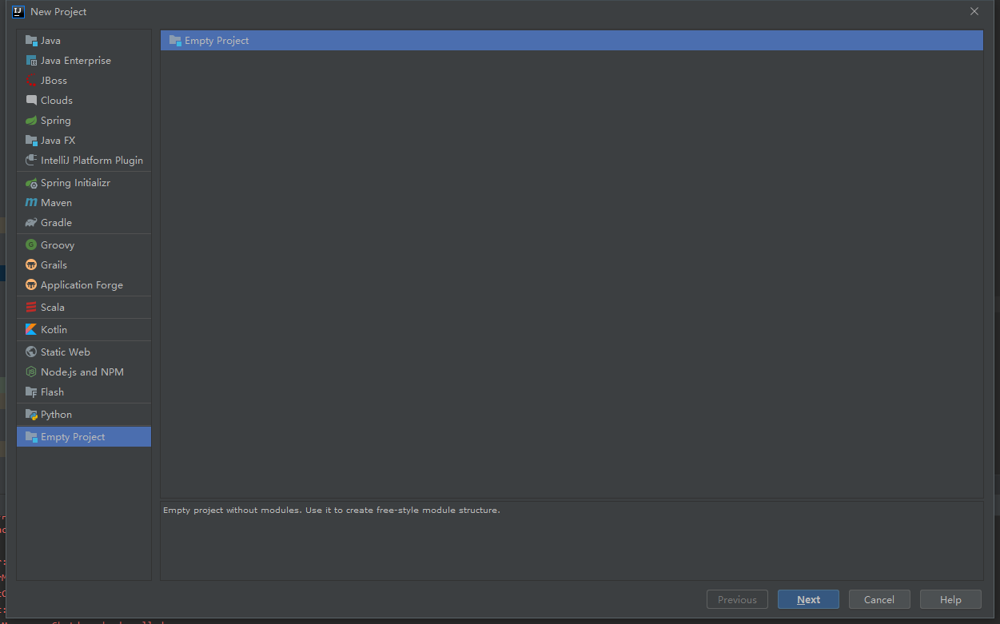 New Project
Java
Java Enterprise
JBoss
Clouds
Spring
Java FX
IntelliJ Platform Plugin
Spring Initializr
Maven
Gradle
Groovy
Grails
Application Forge
Scala
Kotlin
Static Web
Node.js and NPM
Flash
Python
Empty Project
Empty Project
Empty project without modules. Use it to create free-style module structure.
Previous
Next
Cancel
Help